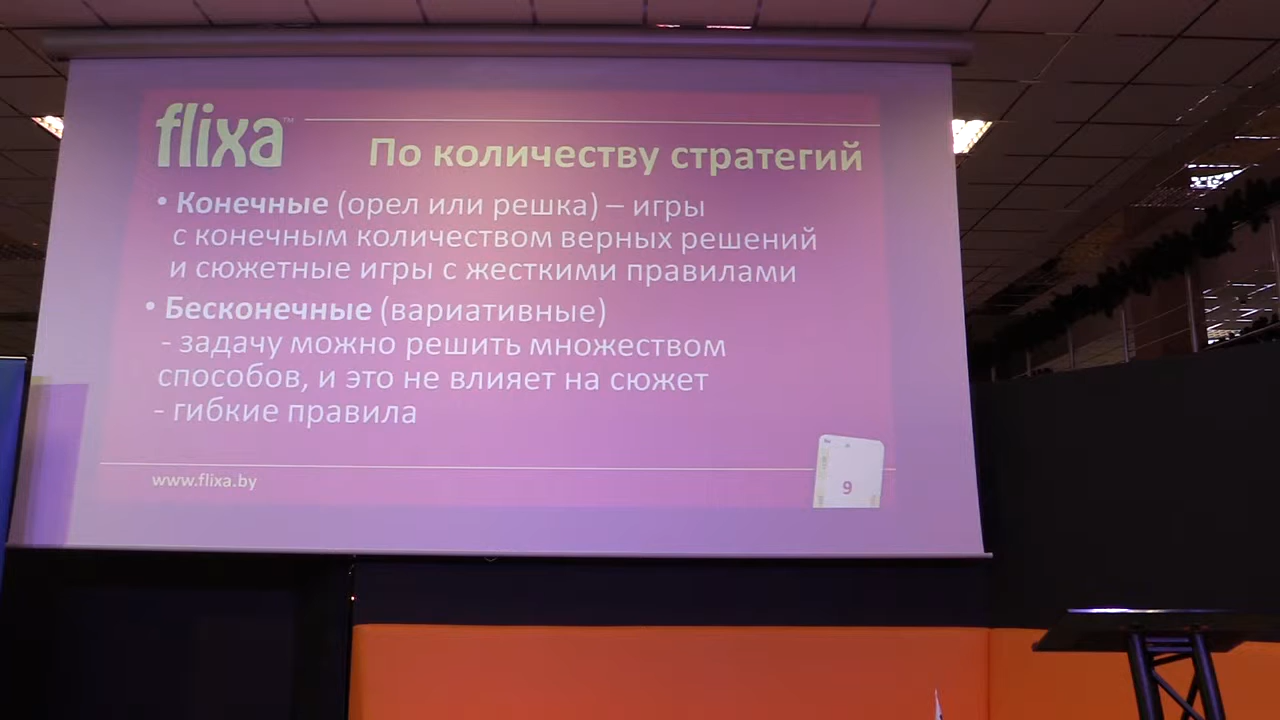 flixa™
По количеству стратегий
• Конечные (орел или решка) – игры
с конечным количеством верных решений
и сюжетные игры с жесткими правилами
• Бесконечные (вариативные)
- задачу можно решить множеством
способов, и это не влияет на сюжет
- гибкие правила
www.flixa.by
9